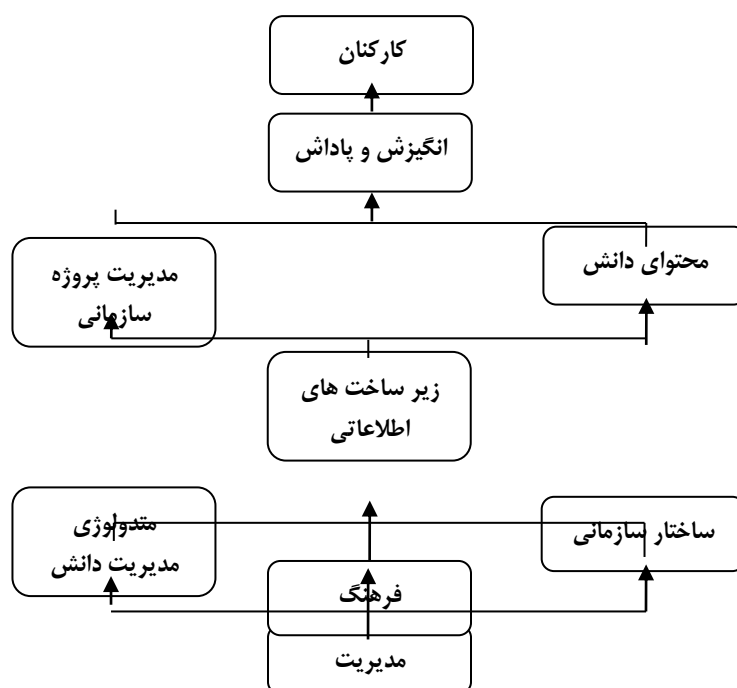 کارکنان
انگیزش و پاداش
محتوای دانش
مدیریت پروژه
سازمانی
زیر ساخت های
اطلاعاتی
ساختار سازمانی
متدولوژی
مدیریت دانش
فرهنگ
مدیریت